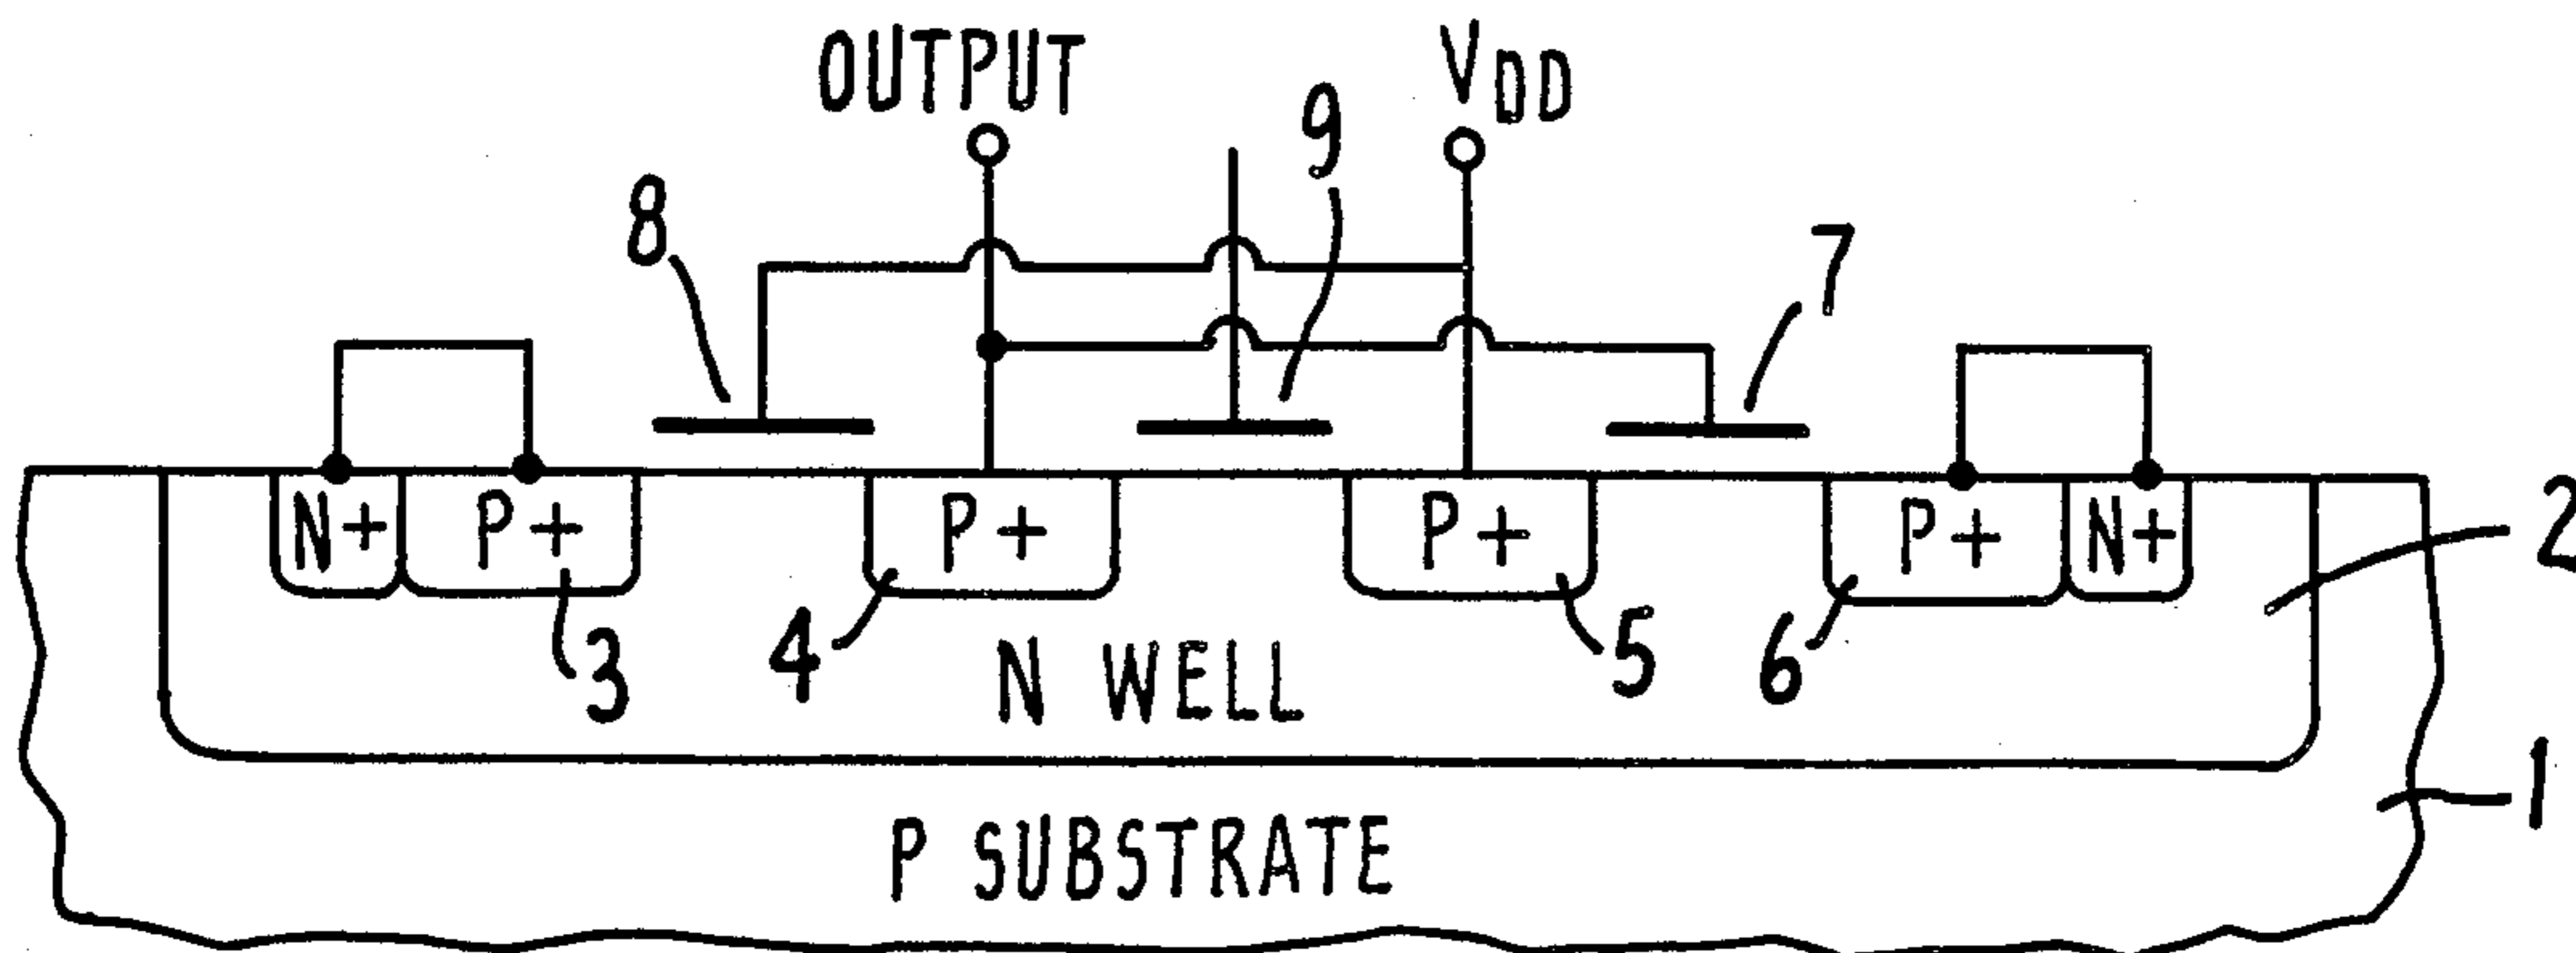 OUTPUT
VDD
9
8
7
N+ P+ P+ P+ P+ N+
2
3
4
5
6
N WELL
1
P SUBSTRATE